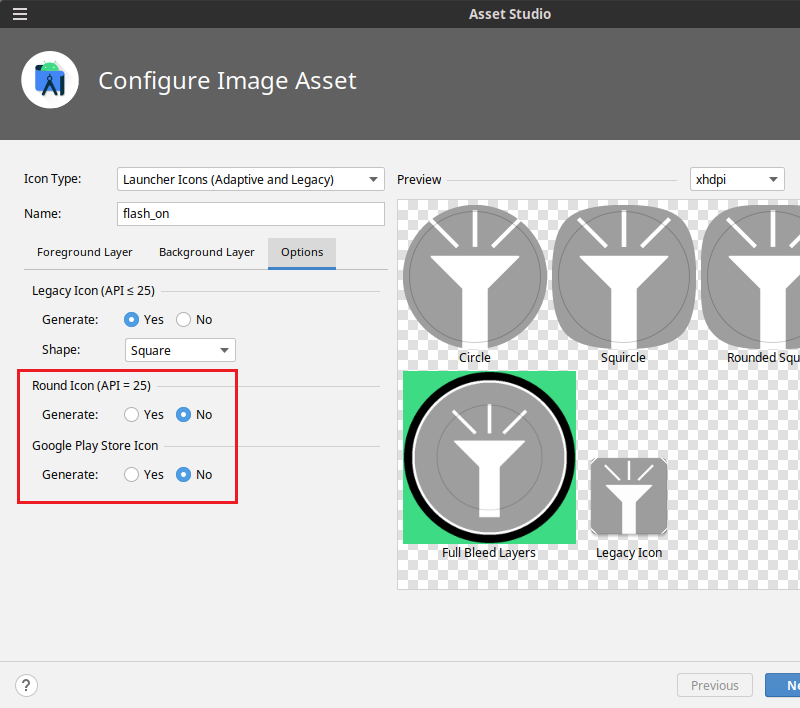 Asset Studio
Configure Image Asset
Icon Type:
Launcher Icons (Adaptive and Legacy)
Name:
flash_on
Foreground Layer
Background Layer
Options
Legacy Icon (API ≤ 25)
Generate:
Yes
No
Shape:
Square
Round Icon (API = 25)
Generate:
Yes
No
Google Play Store Icon
Generate:
Yes
No
Preview
xhdpi
Circle
Squircle
Rounded Squ
Full Bleed Layers
Legacy Icon
?
Previous
Ne